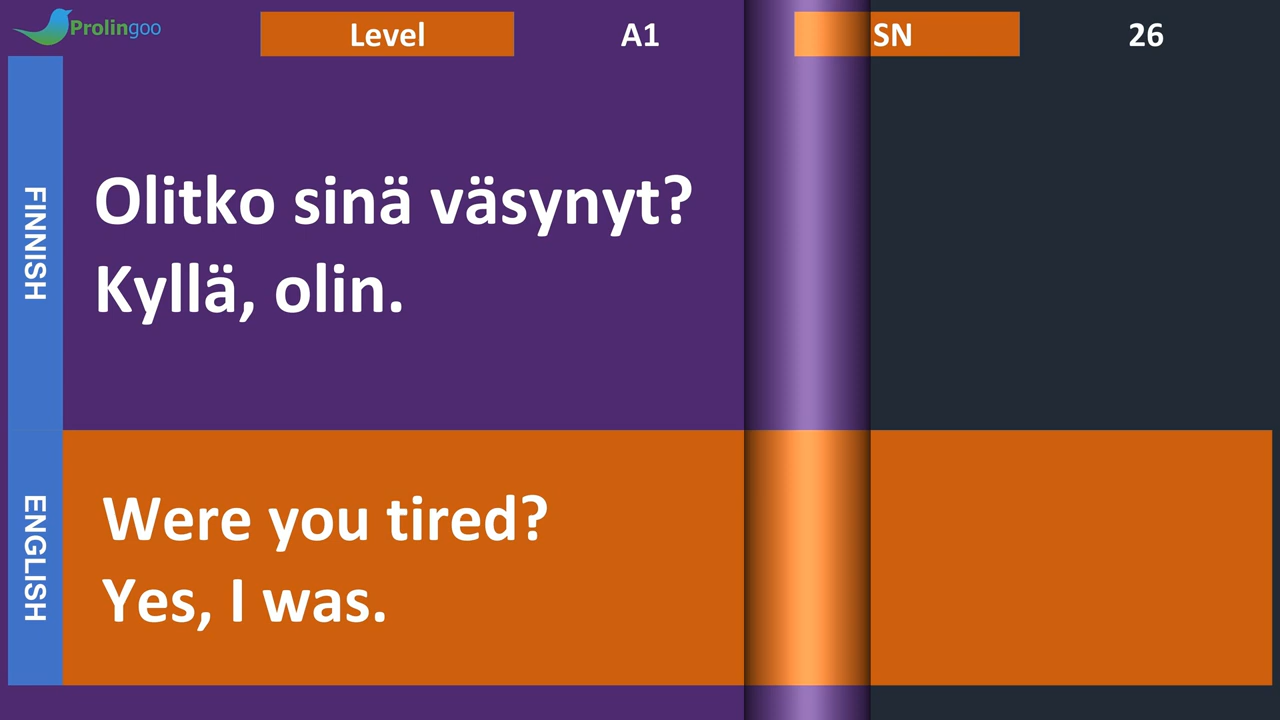 Prolingoo
Level A1 SN 26
FINNISH
Olitko sinä väsynyt?
Kyllä, olin.
ENGLISH
Were you tired?
Yes, I was.